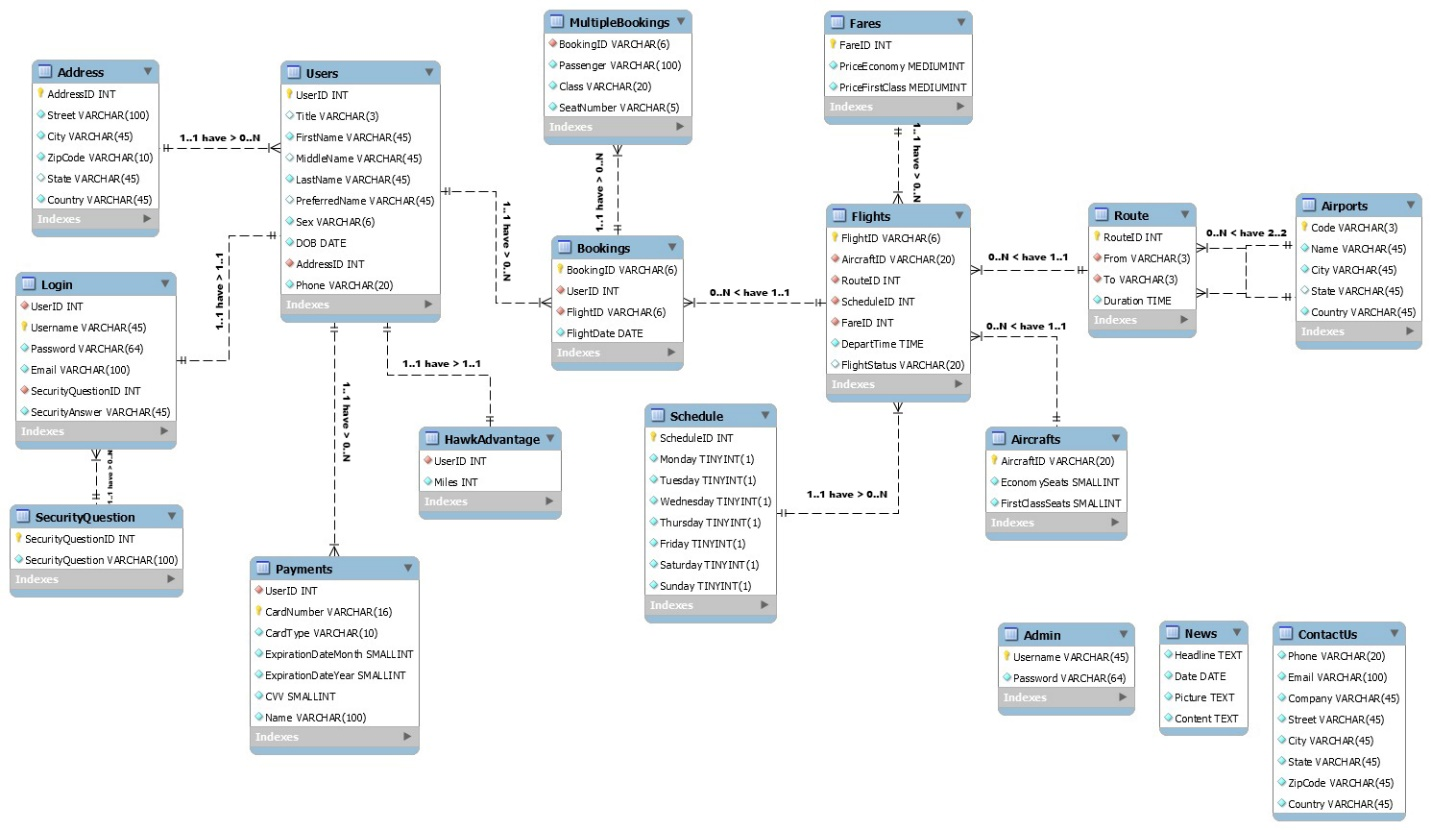 Address
AddressID INT
Street VARCHAR(100)
City VARCHAR(45)
ZipCode VARCHAR(10)
State VARCHAR(45)
Country VARCHAR(45)
Indexes
1..1 have > 0..N
Users
UserID INT
Title VARCHAR(3)
FirstName VARCHAR(45)
MiddleName VARCHAR(45)
LastName VARCHAR(45)
PreferredName VARCHAR(45)
Sex VARCHAR(6)
DOB DATE
AddressID INT
Phone VARCHAR(20)
Indexes
1..1 have > 0..N
MultipleBookings
BookingID VARCHAR(6)
Passenger VARCHAR(100)
Class VARCHAR(20)
SeatNumber VARCHAR(5)
Indexes
1..1 have > 0..N
Bookings
BookingID VARCHAR(6)
UserID INT
FlightID VARCHAR(6)
FlightDate DATE
Indexes
0..N < have 1..1
Fares
FareID INT
PriceEconomy MEDIUMINT
PriceFirstClass MEDIUMINT
Indexes
1..1 have > 0..N
Flights
FlightID VARCHAR(6)
AircraftID VARCHAR(20)
RouteID INT
ScheduleID INT
FareID INT
DepartTime TIME
FlightStatus VARCHAR(20)
Indexes
0..N < have 1..1
Route
RouteID INT
From VARCHAR(3)
To VARCHAR(3)
Duration TIME
Indexes
0..N < have 2..2
Airports
Code VARCHAR(3)
Name VARCHAR(45)
City VARCHAR(45)
State VARCHAR(45)
Country VARCHAR(45)
Indexes
0..N < have 1..1
Login
UserID INT
Username VARCHAR(45)
Password VARCHAR(64)
Email VARCHAR(100)
SecurityQuestionID INT
SecurityAnswer VARCHAR(45)
Indexes
1..1 have > 1..1
1..1 have > 0..N
SecurityQuestion
SecurityQuestionID INT
SecurityQuestion VARCHAR(100)
Indexes
1..1 have > 0..N
1..1 have > 1..1
HawkAdvantage
UserID INT
Miles INT
Indexes
Payments
UserID INT
CardNumber VARCHAR(16)
CardType VARCHAR(10)
ExpirationDateMonth SMALLINT
ExpirationDateYear SMALLINT
CVV SMALLINT
Name VARCHAR(100)
Indexes
Schedule
ScheduleID INT
Monday TINYINT(1)
Tuesday TINYINT(1)
Wednesday TINYINT(1)
Thursday TINYINT(1)
Friday TINYINT(1)
Saturday TINYINT(1)
Sunday TINYINT(1)
Indexes
1..1 have > 0..N
Aircrafts
AircraftID VARCHAR(20)
EconomySeats SMALLINT
FirstClassSeats SMALLINT
Indexes
Admin
Username VARCHAR(45)
Password VARCHAR(64)
Indexes
News
Headline TEXT
Date DATE
Picture TEXT
Content TEXT
ContactUs
Phone VARCHAR(20)
Email VARCHAR(100)
Company VARCHAR(45)
Street VARCHAR(45)
City VARCHAR(45)
State VARCHAR(45)
ZipCode VARCHAR(45)
Country VARCHAR(45)